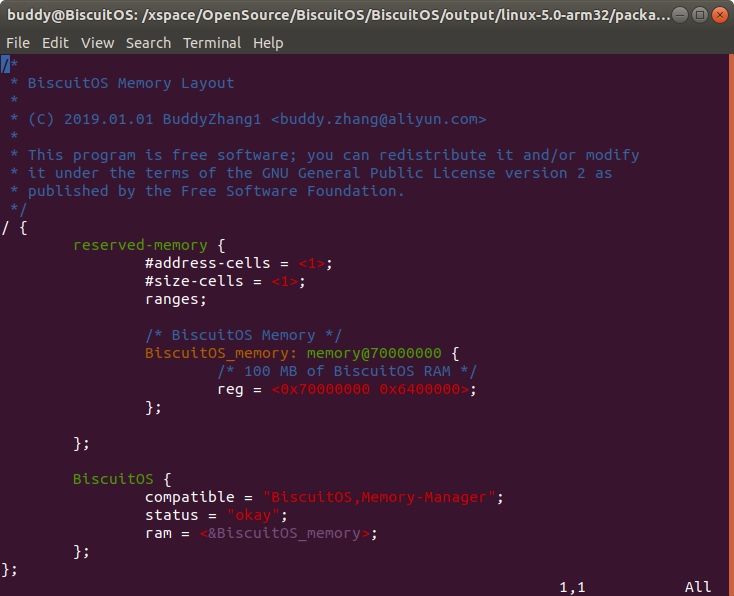 buddy@BiscuitOS: /xspace/OpenSource/BiscuitOS/BiscuitOS/output/linux-5.0-arm32/packa...
File Edit View Search Terminal Help
/*
 * BiscuitOS Memory Layout
 *
 * (C) 2019.01.01 BuddyZhang1 <buddy.zhang@aliyun.com>
 *
 * This program is free software; you can redistribute it and/or modify
 * it under the terms of the GNU General Public License version 2 as
 * published by the Free Software Foundation.
 */
/ {
        reserved-memory {
                #address-cells = <1>;
                #size-cells = <1>;
                ranges;

                /* BiscuitOS Memory */
                BiscuitOS_memory: memory@70000000 {
                        /* 100 MB of BiscuitOS RAM */
                        reg = <0x70000000 0x6400000>;
                };

        };

        BiscuitOS {
                compatible = "BiscuitOS,Memory-Manager";
                status = "okay";
                ram = <&BiscuitOS_memory>;
        };
};
1,1 All